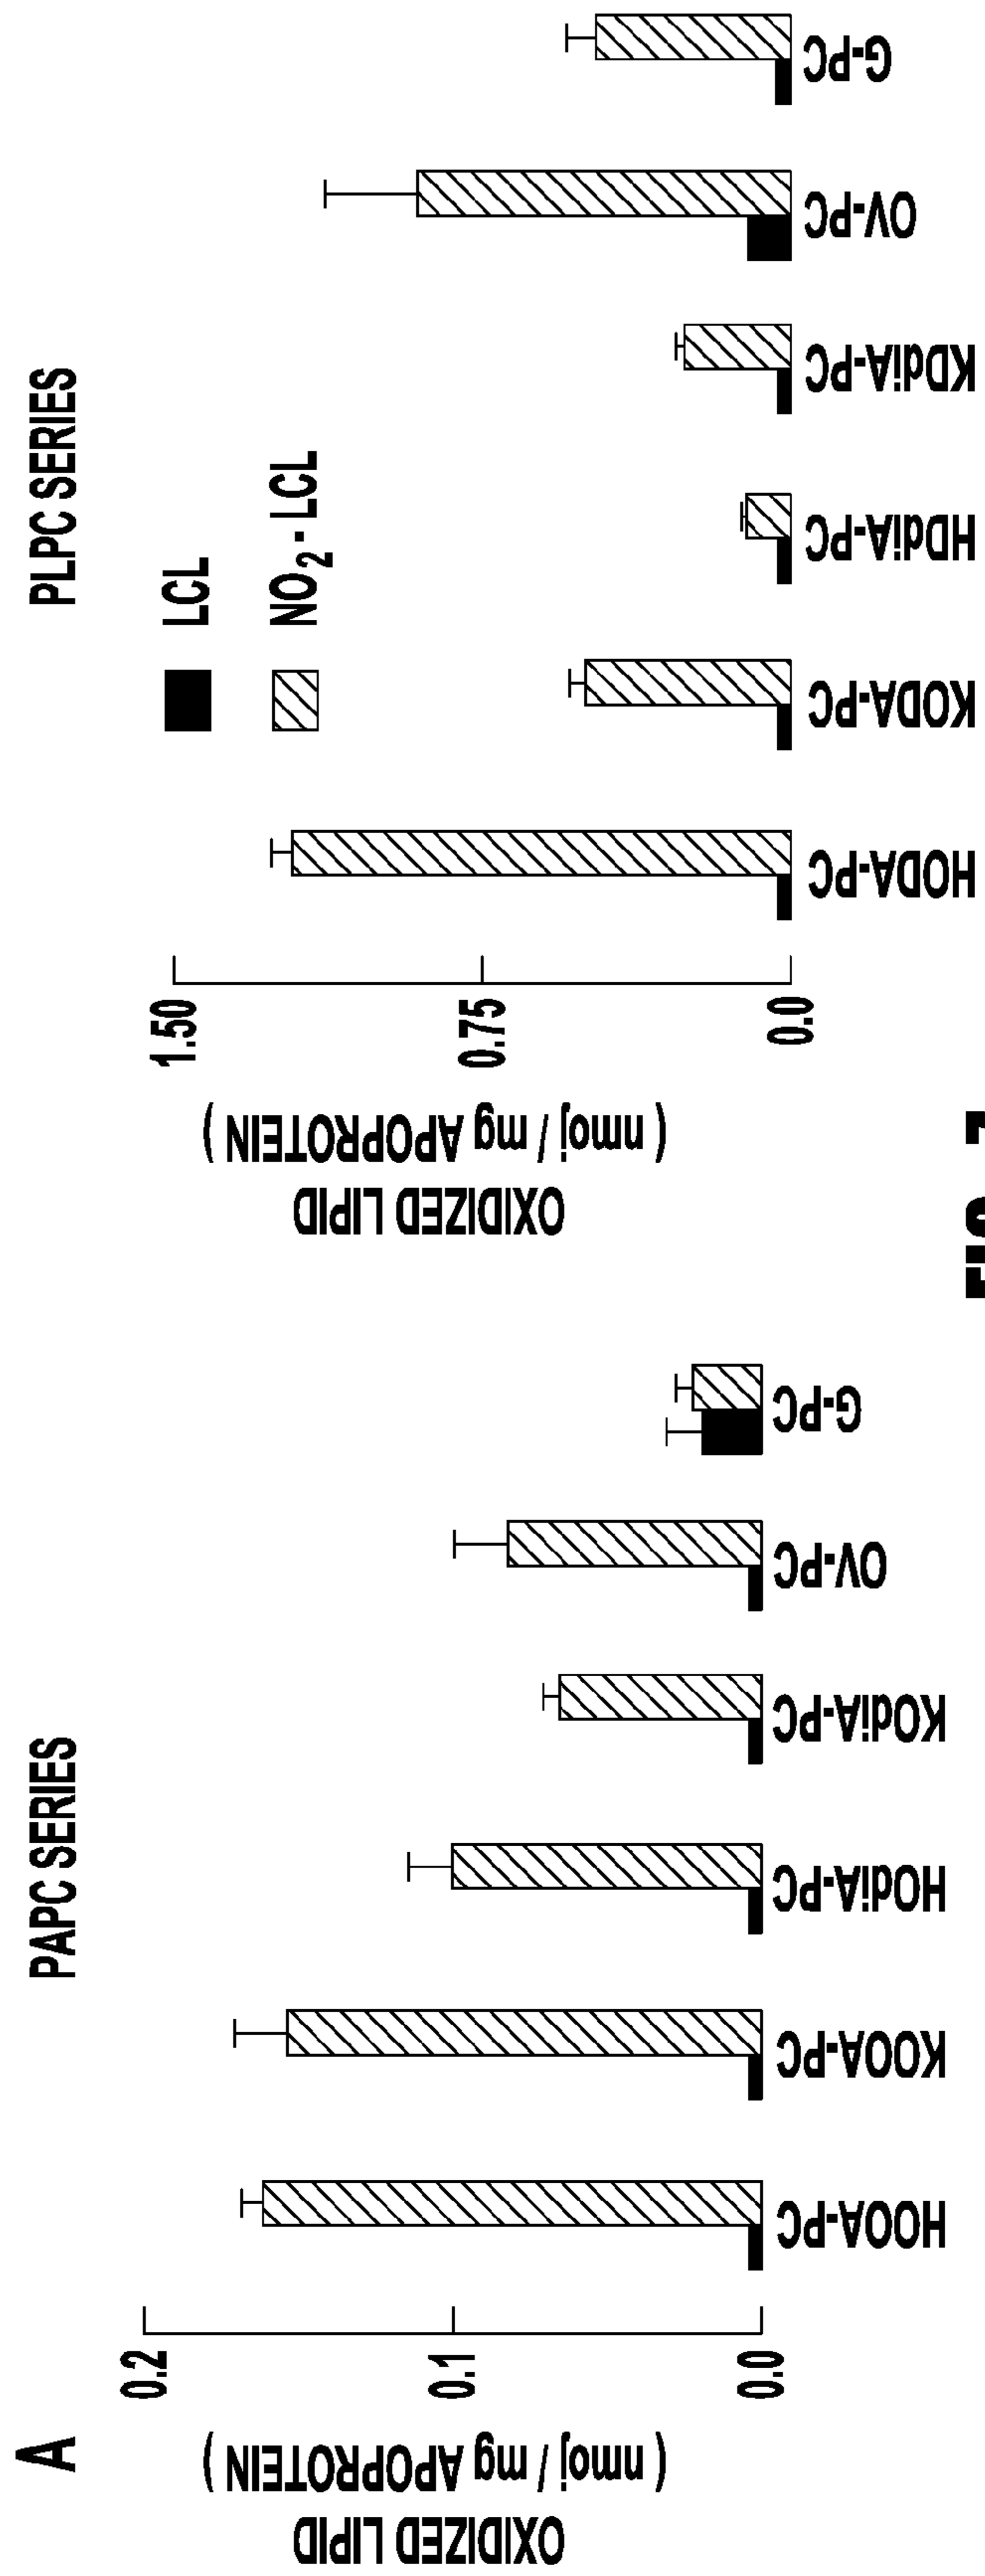 A
PAPC SERIES
OXIDIZED LIPID
( nmoj / mg APOPROTEIN )
0.2
0.1
0.0
HOOA-PC
KOOA-PC
HOdiA-PC
KOdiA-PC
OV-PC
G-PC
PLPC SERIES
LCL
NO₂ - LCL
OXIDIZED LIPID
( nmoj / mg APOPROTEIN )
1.50
0.75
0.0
HODA-PC
KODA-PC
HDdiA-PC
KDdiA-PC
OV-PC
G-PC